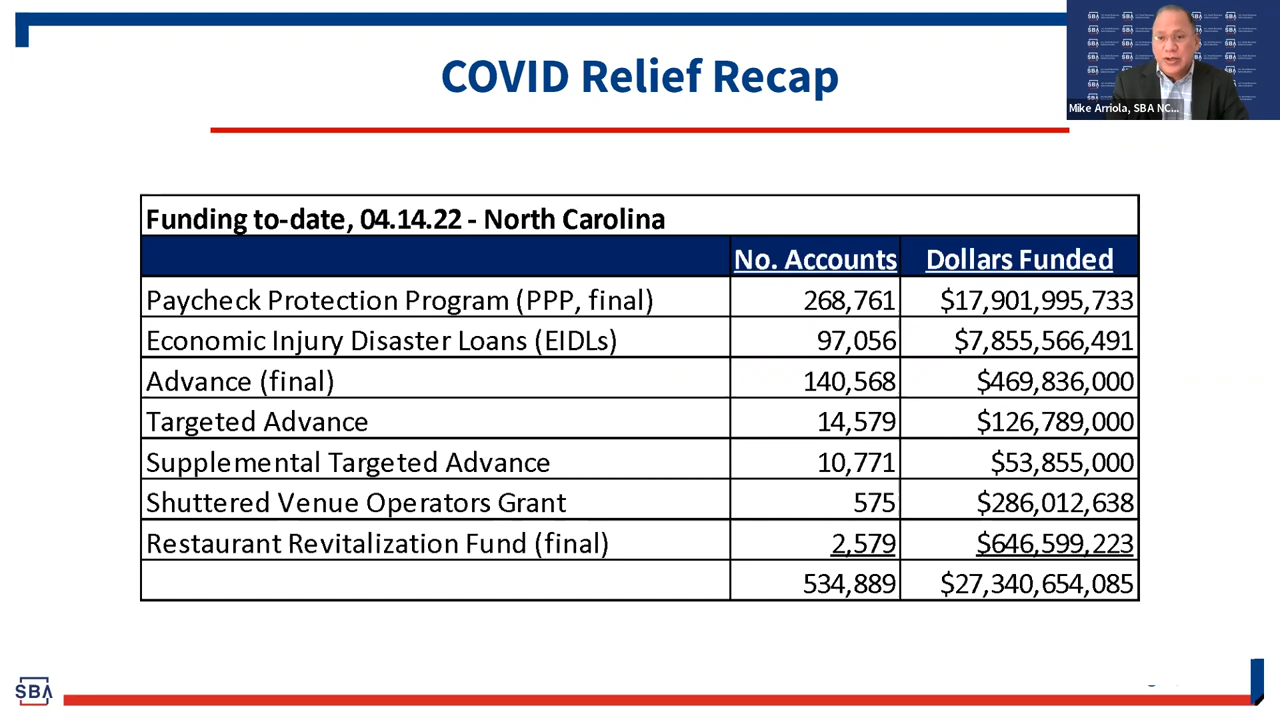 COVID Relief Recap
Mike Arriola, SBA NC...
Funding to-date, 04.14.22 - North Carolina
No. Accounts Dollars Funded
Paycheck Protection Program (PPP, final) 268,761 $17,901,995,733
Economic Injury Disaster Loans (EIDLs) 97,056 $7,855,566,491
Advance (final) 140,568 $469,836,000
Targeted Advance 14,579 $126,789,000
Supplemental Targeted Advance 10,771 $53,855,000
Shuttered Venue Operators Grant 575 $286,012,638
Restaurant Revitalization Fund (final) 2,579 $646,599,223
534,889 $27,340,654,085
SBA